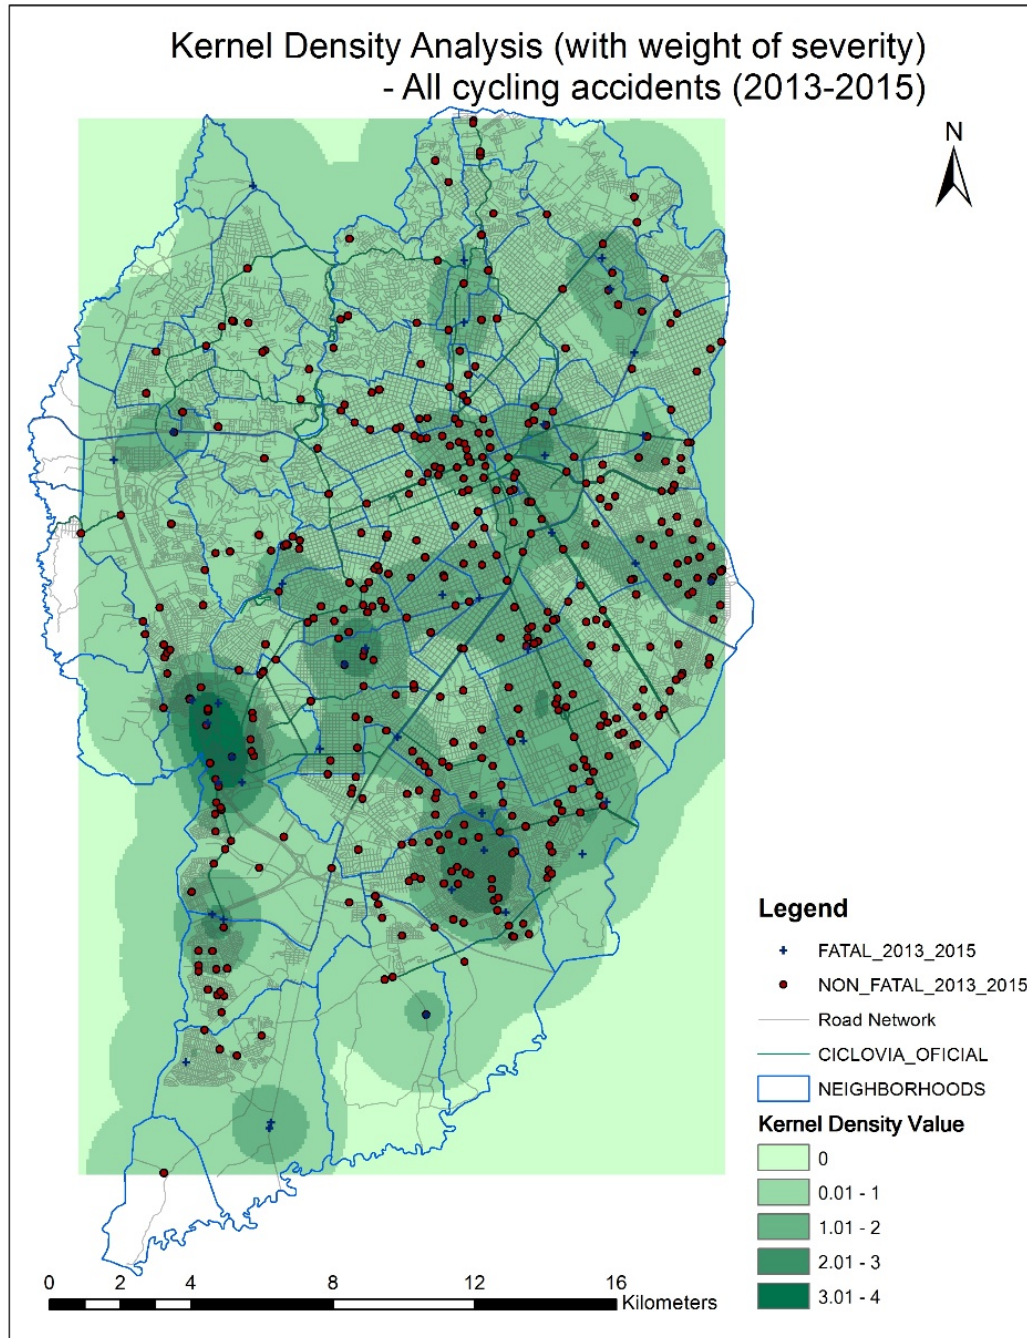 Kernel Density Analysis (with weight of severity)
- All cycling accidents (2013-2015)
N
Legend
FATAL_2013_2015
NON_FATAL_2013_2015
Road Network
CICLOVIA_OFICIAL
NEIGHBORHOODS
Kernel Density Value
0
0.01 - 1
1.01 - 2
2.01 - 3
3.01 - 4
0 2 4 8 12 16
Kilometers